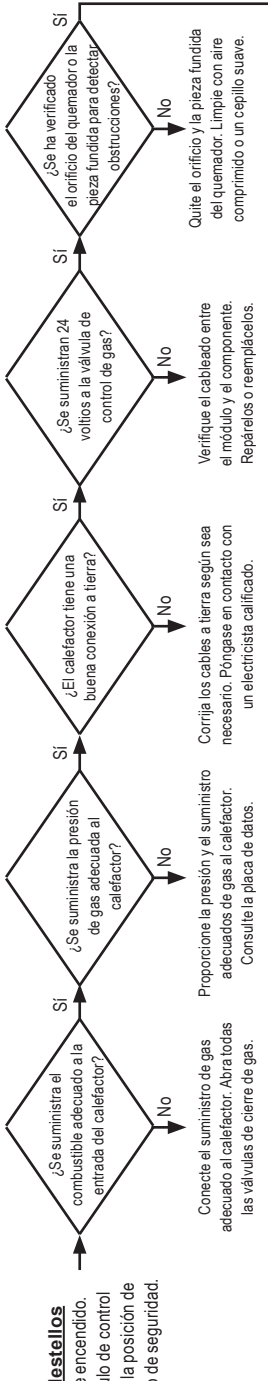 lestellos
e encendido.
lo de control
la posición de
o de seguridad.
¿Se suministra el
combustible adecuado a la
entrada del calefactor?
Sí
No
Conecte el suministro de gas
adecuado al calefactor. Abra todas
las válvulas de cierre de gas.
¿Se suministra la presión
de gas adecuada al
calefactor?
Sí
No
Proporcione la presión y el suministro
adecuados de gas al calefactor.
Consulte la placa de datos.
¿El calefactor tiene una
buena conexión a tierra?
Sí
No
Corrija los cables a tierra según sea
necesario. Póngase en contacto con
un electricista calificado.
¿Se suministran 24
voltios a la válvula de
control de gas?
Sí
No
Verifique el cableado entre
el módulo y el componente.
Repárelos o reemplácelos.
¿Se ha verificado
el orificio del quemador o la
pieza fundida para detectar
obstrucciones?
Sí
No
Quite el orificio y la pieza fundida
del quemador. Limpie con aire
comprimido o un cepillo suave.